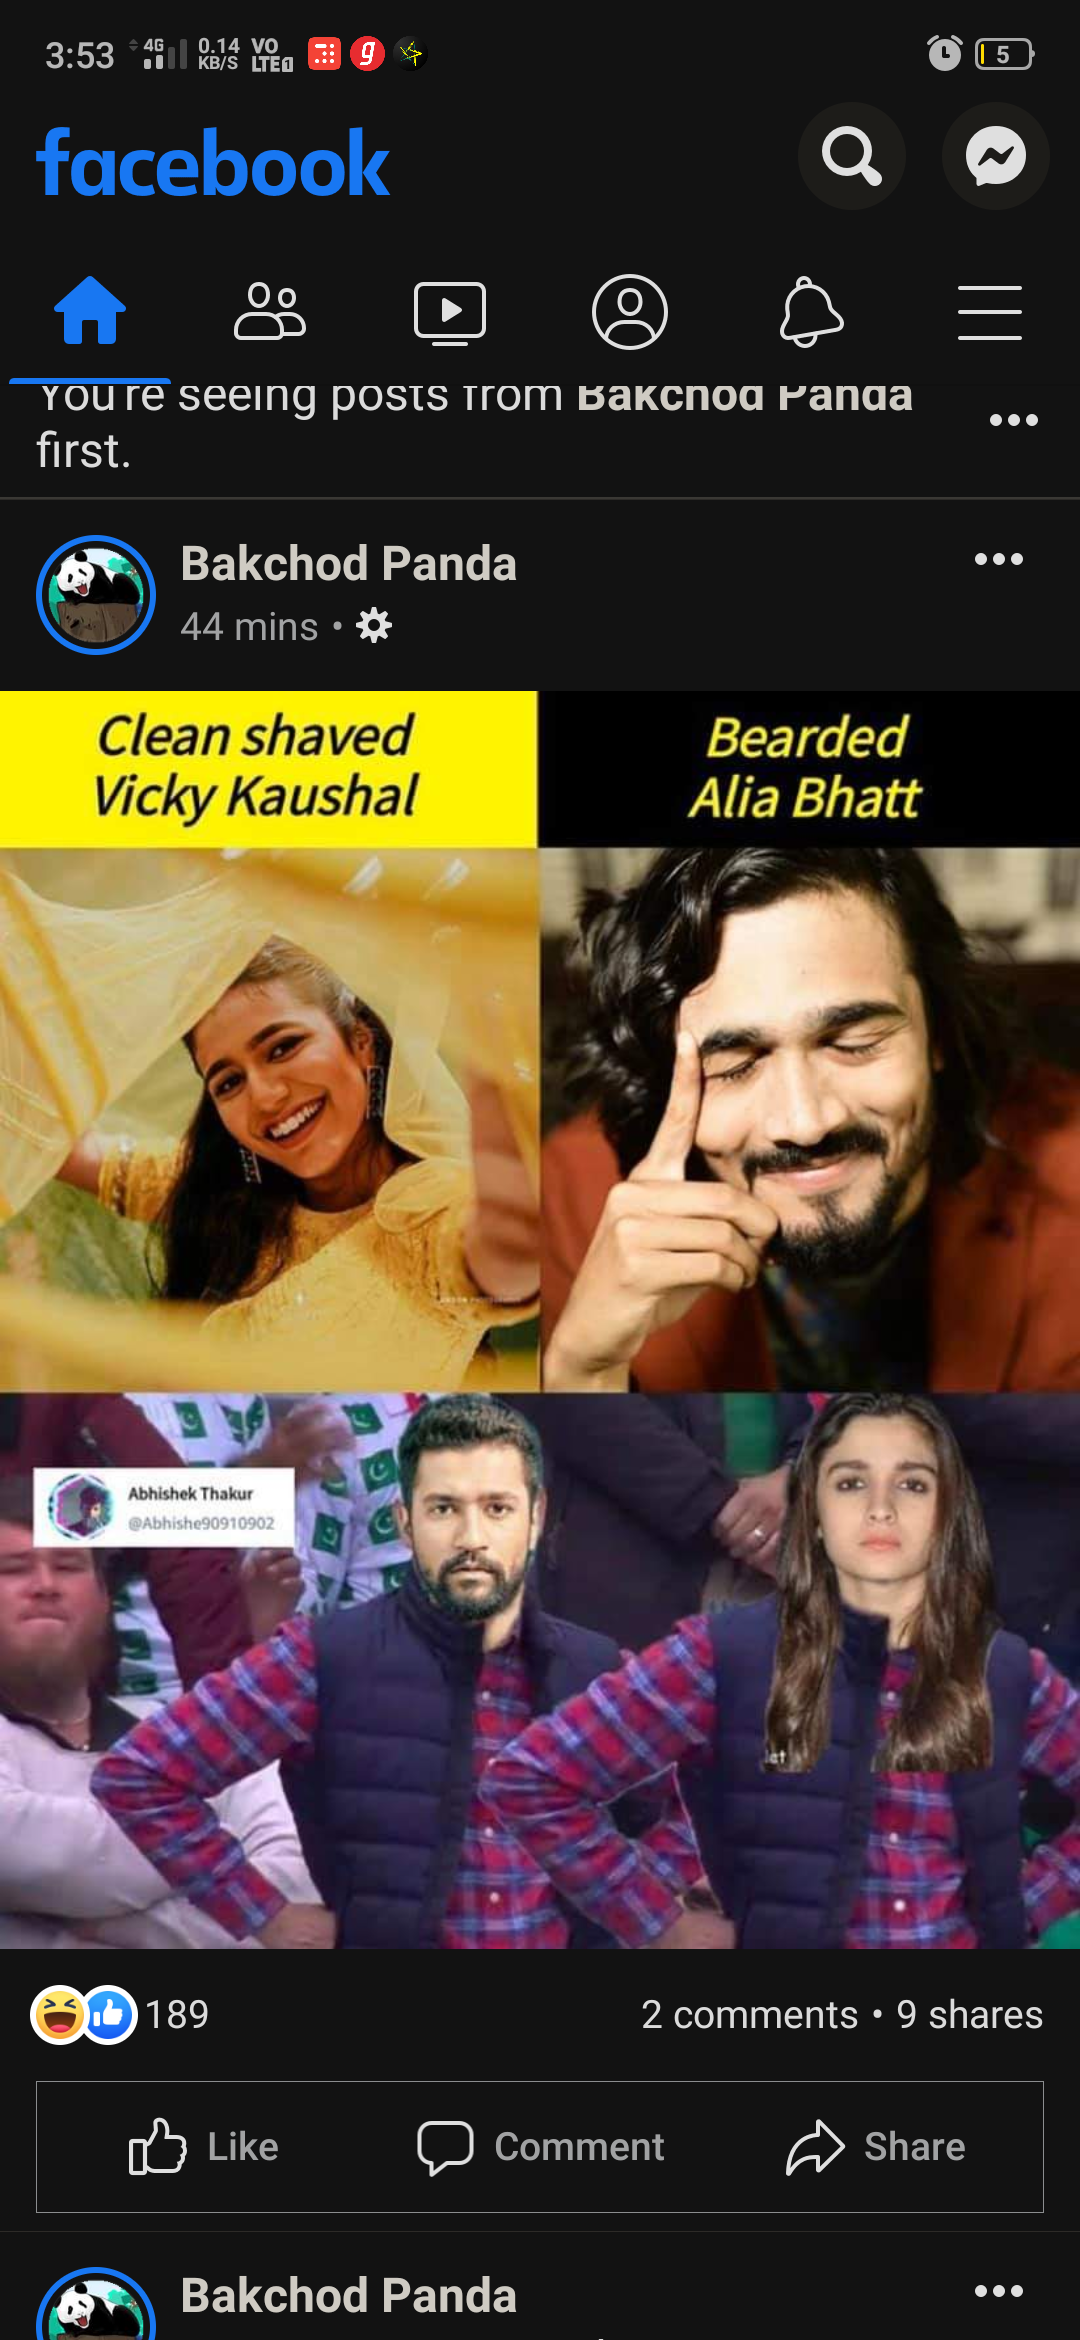 3:53 4G 0.14 KB/S VO LTE1 g 5
facebook
You're seeing posts from Bakchod Panda
first.
Bakchod Panda
44 mins •
Clean shaved
Vicky Kaushal
Bearded
Alia Bhatt
Abhishek Thakur
@Abhishe90910902
189
2 comments • 9 shares
Like
Comment
Share
Bakchod Panda